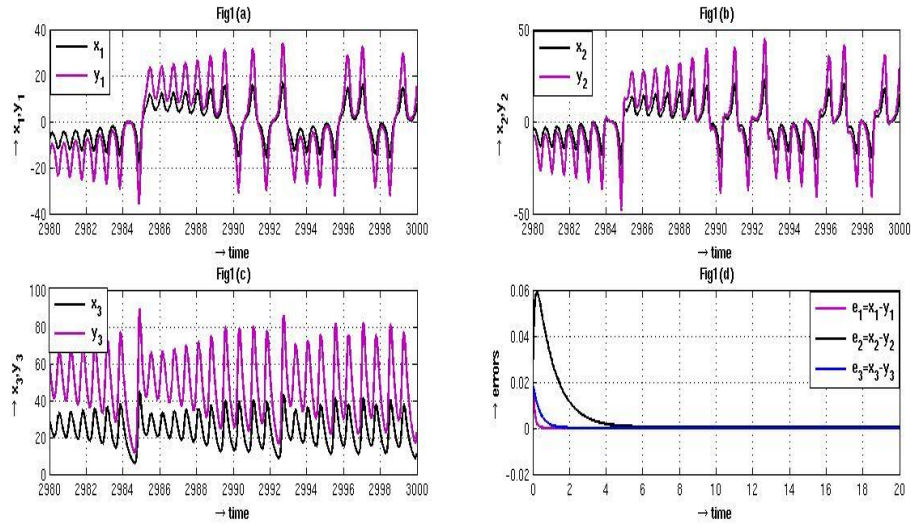 Fig1(a)
→ x1,y1
x1
y1
40
20
0
-20
-40
2980 2982 2984 2986 2988 2990 2992 2994 2996 2998 3000
→ time
Fig1(b)
→ x2,y2
x2
y2
50
0
-50
2980 2982 2984 2986 2988 2990 2992 2994 2996 2998 3000
→ time
Fig1(c)
→ x3,y3
x3
y3
100
80
60
40
20
0
2980 2982 2984 2986 2988 2990 2992 2994 2996 2998 3000
→ time
Fig1(d)
→ errors
e1=x1-y1
e2=x2-y2
e3=x3-y3
0.06
0.04
0.02
0
-0.02
0 2 4 6 8 10 12 14 16 18 20
→ time